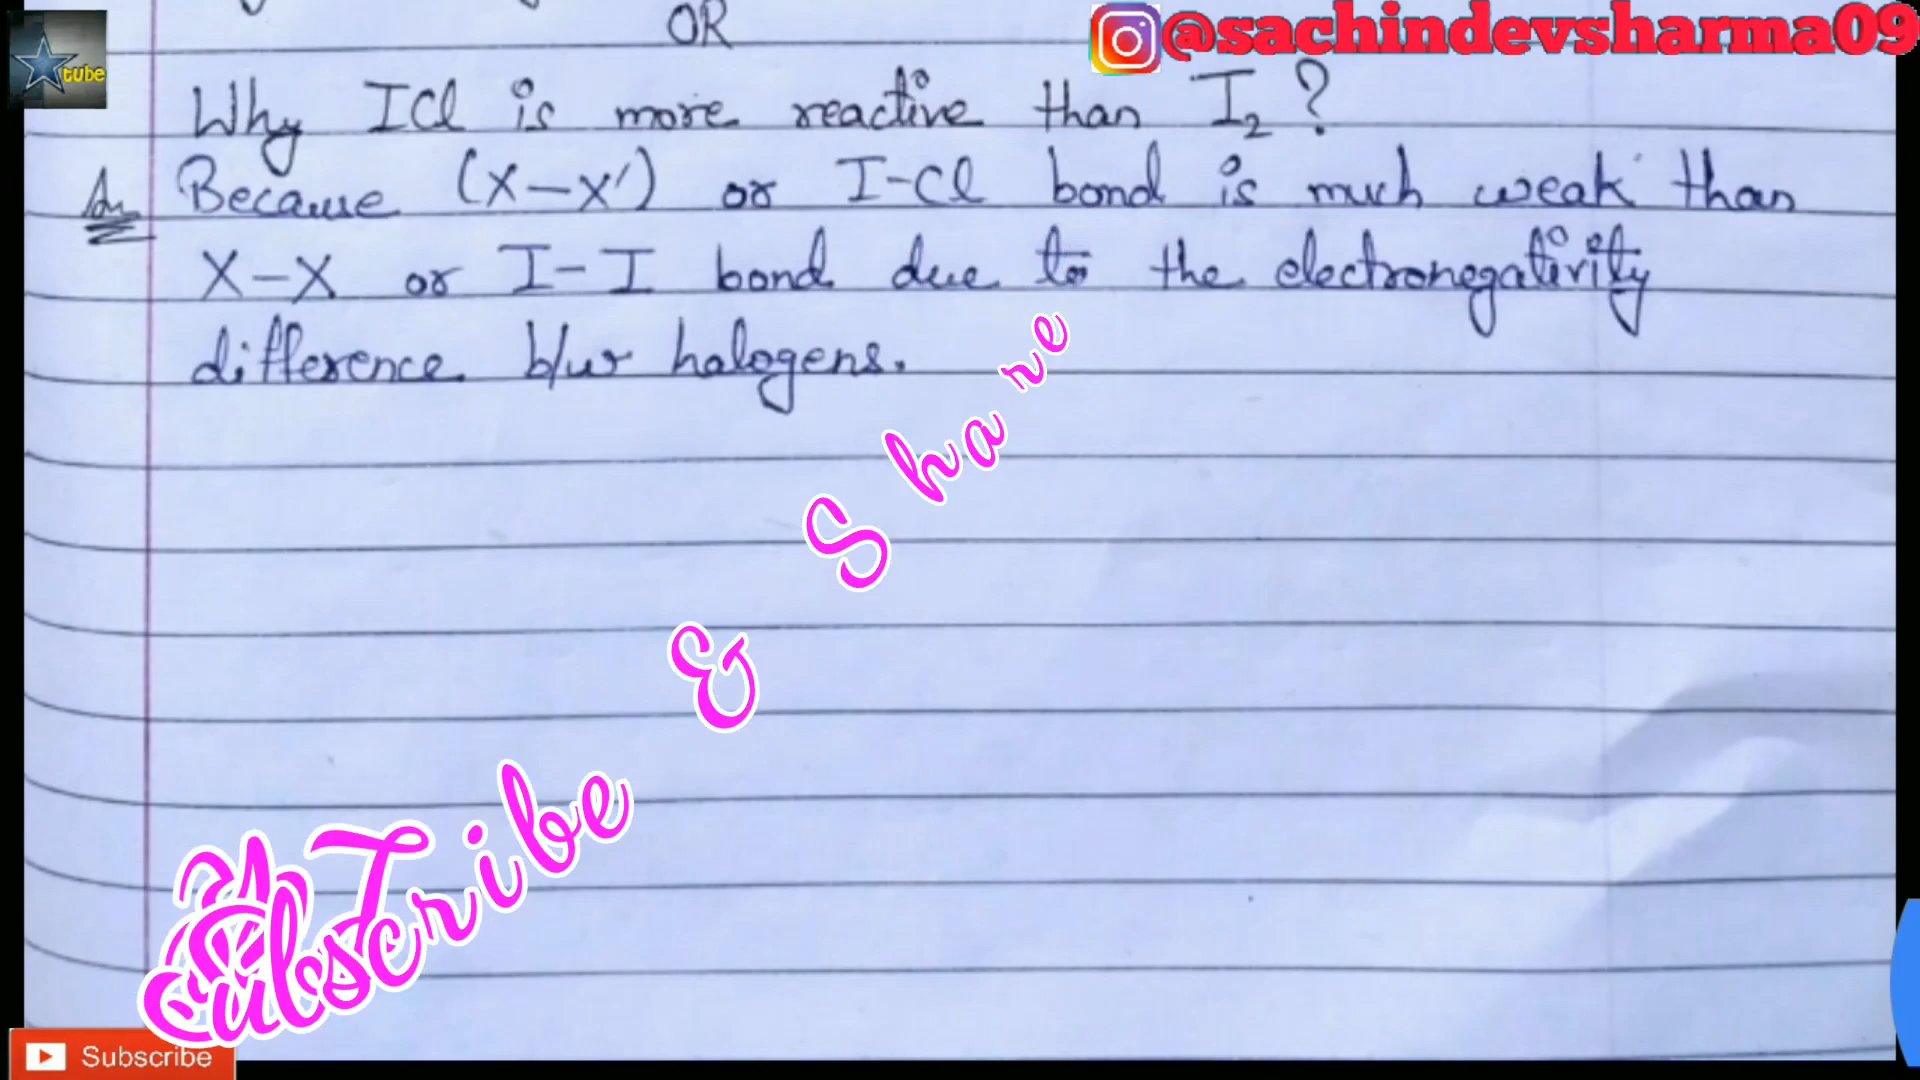 OR
@sachindevsharma09
tube
Why ICl is more reactive than I₂ ?
Ans Because (X-X') or I-Cl bond is much weak than
X-X or I-I bond due to the electronegativity
difference b/w halogens.
Subscribe & Share
Subscribe